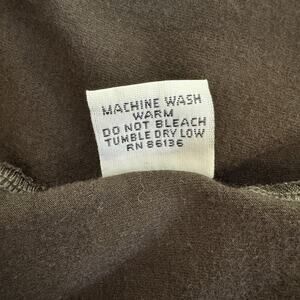 MACHINE WASH
WARM
DO NOT BLEACH
TUMBLE DRY LOW
RN 86136